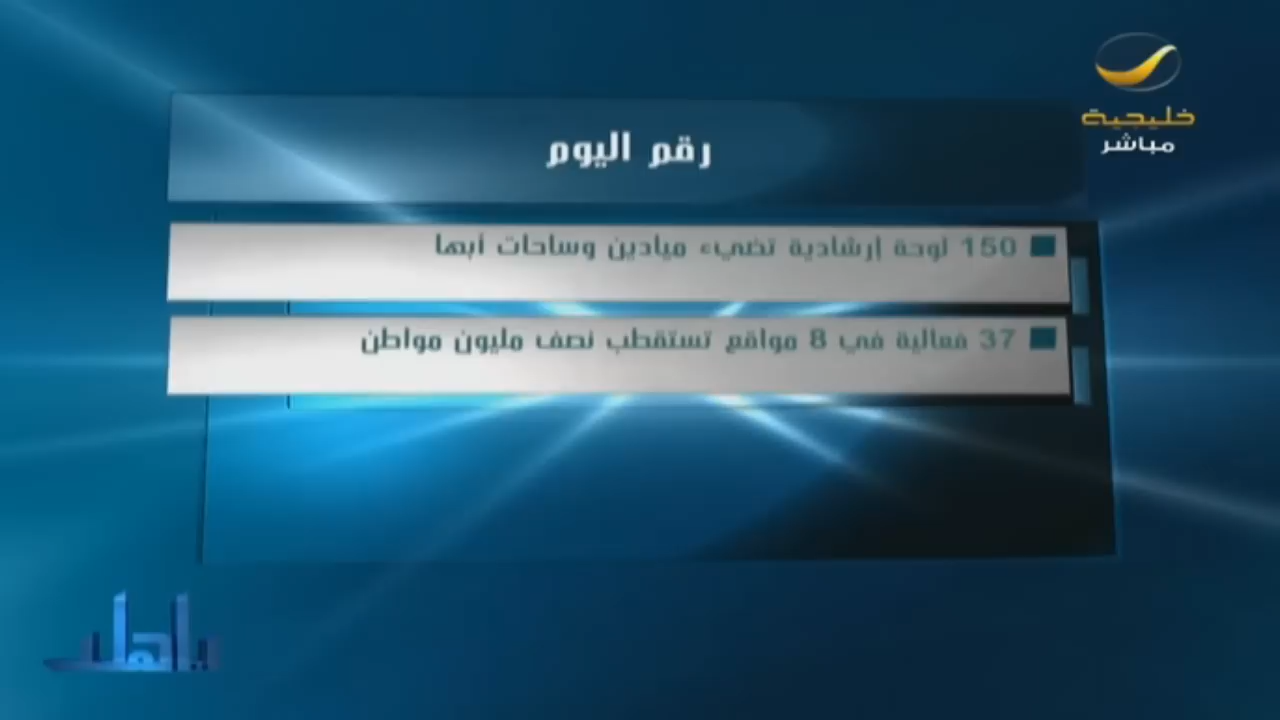 خليجية
مباشر
رقم اليوم
150 لوحة إرشادية تضيء ميادين وساحات أبها
37 فعالية في 8 مواقع تستقطب نصف مليون مواطن
ياهلا